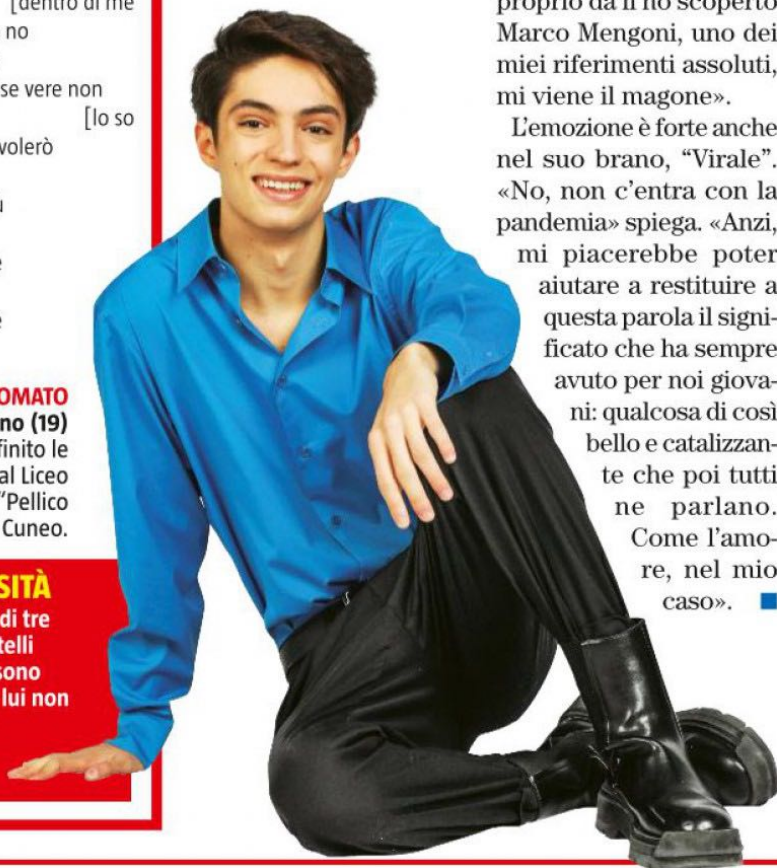 [dentro di me
no
se vere non
[lo so
volerò
e
e
OMATO
no (19)
finito le
al Liceo
"Pellico
Cuneo.
SITÀ
di tre
telli
sono
lui non
proprio da lì ho scoperto
Marco Mengoni, uno dei
miei riferimenti assoluti,
mi viene il magone».
L'emozione è forte anche
nel suo brano, "Virale".
«No, non c'entra con la
pandemia» spiega. «Anzi,
mi piacerebbe poter
aiutare a restituire a
questa parola il signi-
ficato che ha sempre
avuto per noi giova-
ni: qualcosa di così
bello e catalizzan-
te che poi tutti
ne parlano.
Come l'amo-
re, nel mio
caso».